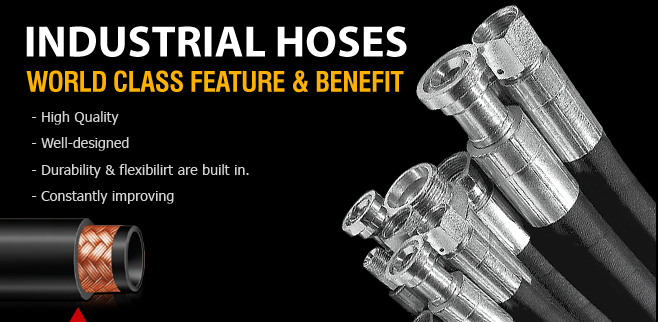 INDUSTRIAL HOSES
WORLD CLASS FEATURE & BENEFIT
- High Quality
- Well-designed
- Durability & flexibilirt are built in.
- Constantly improving